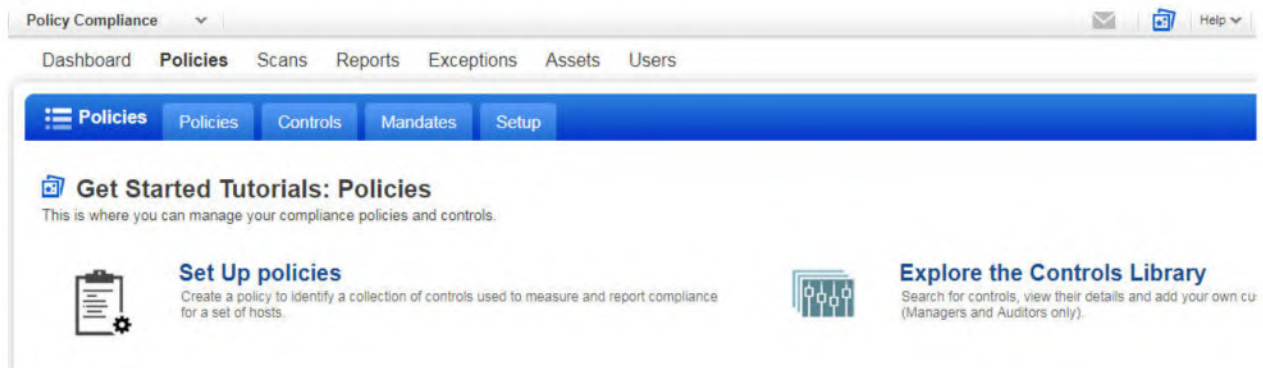 Policy Compliance
Help
Dashboard Policies Scans Reports Exceptions Assets Users
Policies Policies Controls Mandates Setup
Get Started Tutorials: Policies
This is where you can manage your compliance policies and controls.
Set Up policies
Create a policy to identify a collection of controls used to measure and report compliance
for a set of hosts.
Explore the Controls Library
Search for controls, view their details and add your own cu
(Managers and Auditors only).